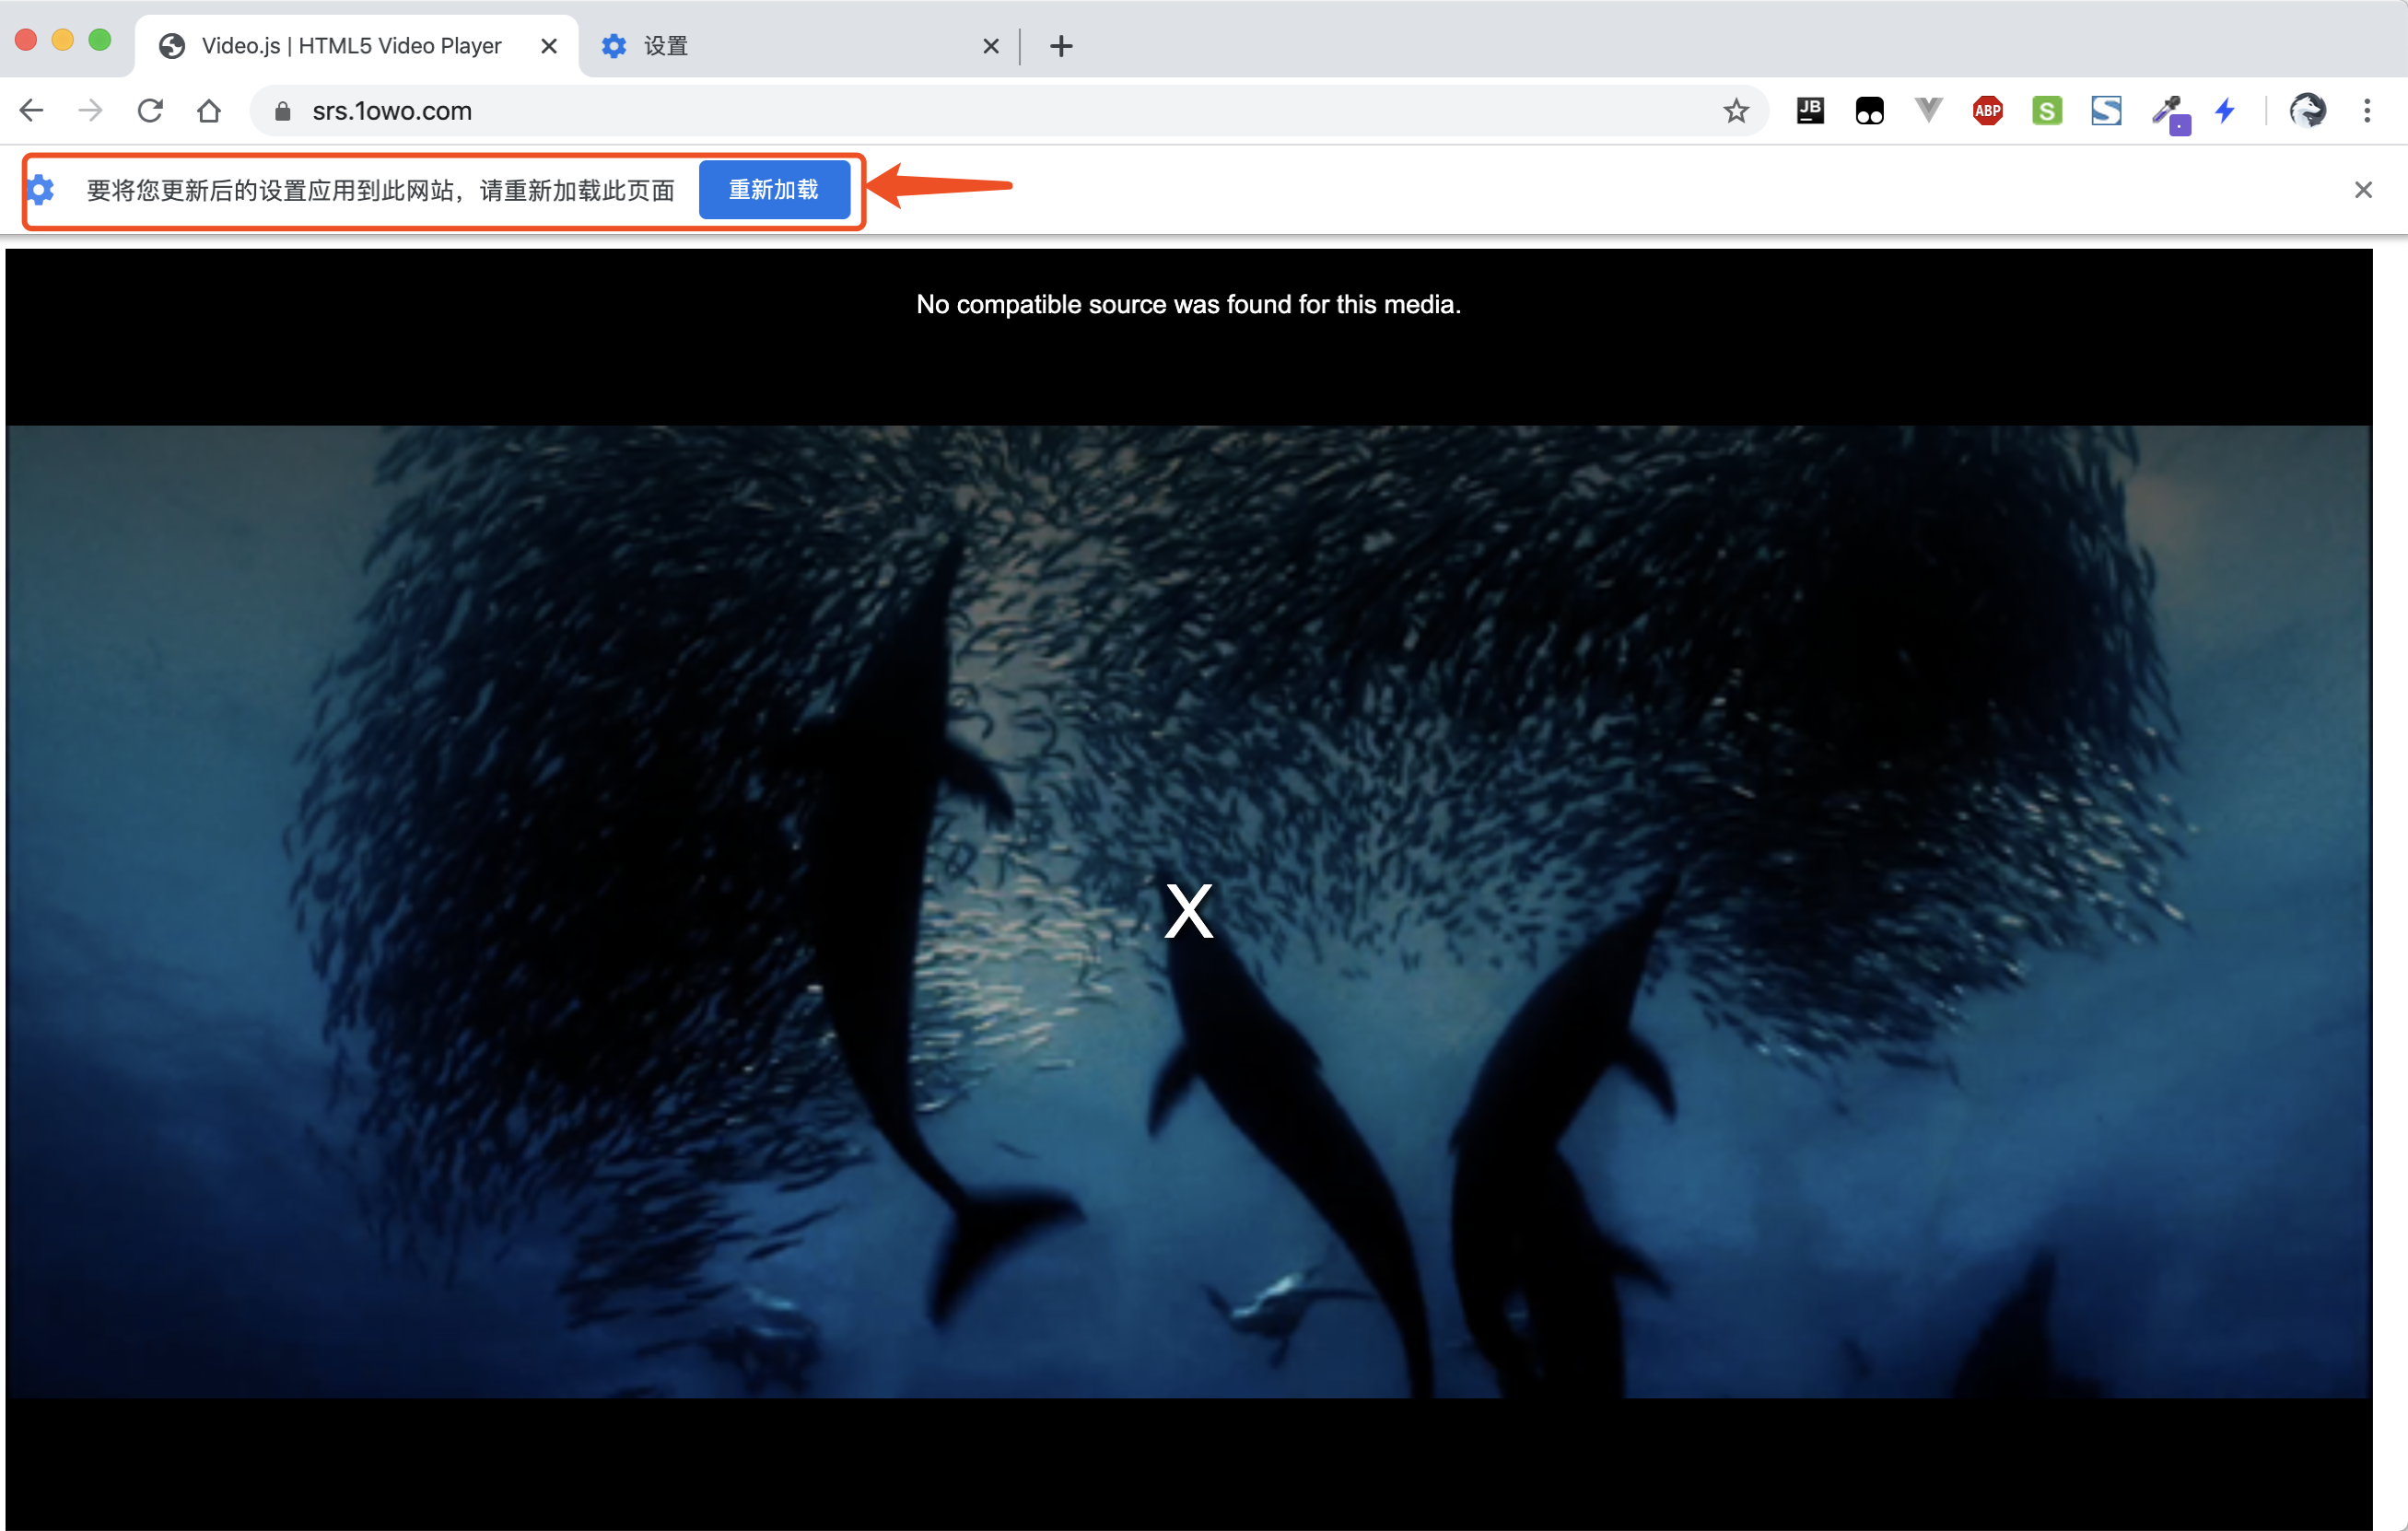 Video.js | HTML5 Video Player
设置
srs.1owo.com
JB
ABP
S
S
要将您更新后的设置应用到此网站，请重新加载此页面
重新加载
No compatible source was found for this media.
X